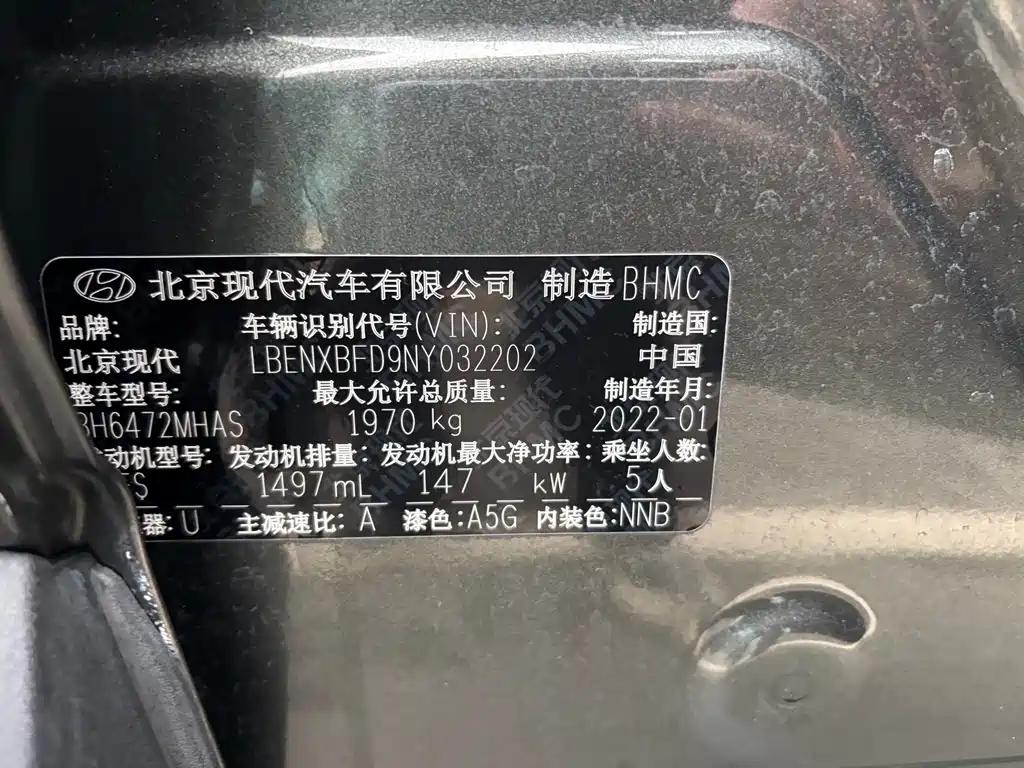 北京现代汽车有限公司 制造 BHMC
品牌: 车辆识别代号(VIN): 制造国:
北京现代 LBENXBFD9NY032202 中国
整车型号: 最大允许总质量: 制造年月:
BH6472MHAS 1970 kg 2022-01
发动机型号: 发动机排量: 发动机最大净功率: 乘坐人数:
FS 1497 mL 147 kW 5人
器: U 主减速比: A 漆色: A5G 内装色: NNB